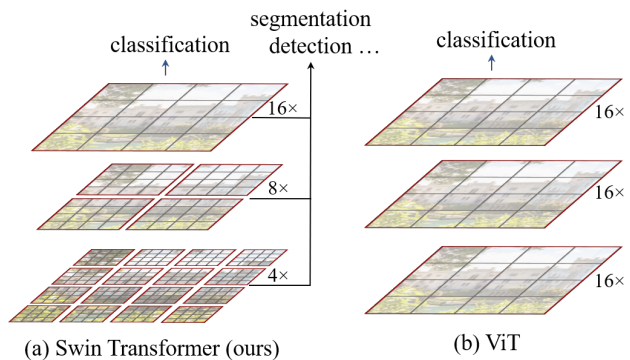 segmentation
classification
detection ...
classification
16×
8×
4×
16×
16×
16×
(a) Swin Transformer (ours)
(b) ViT